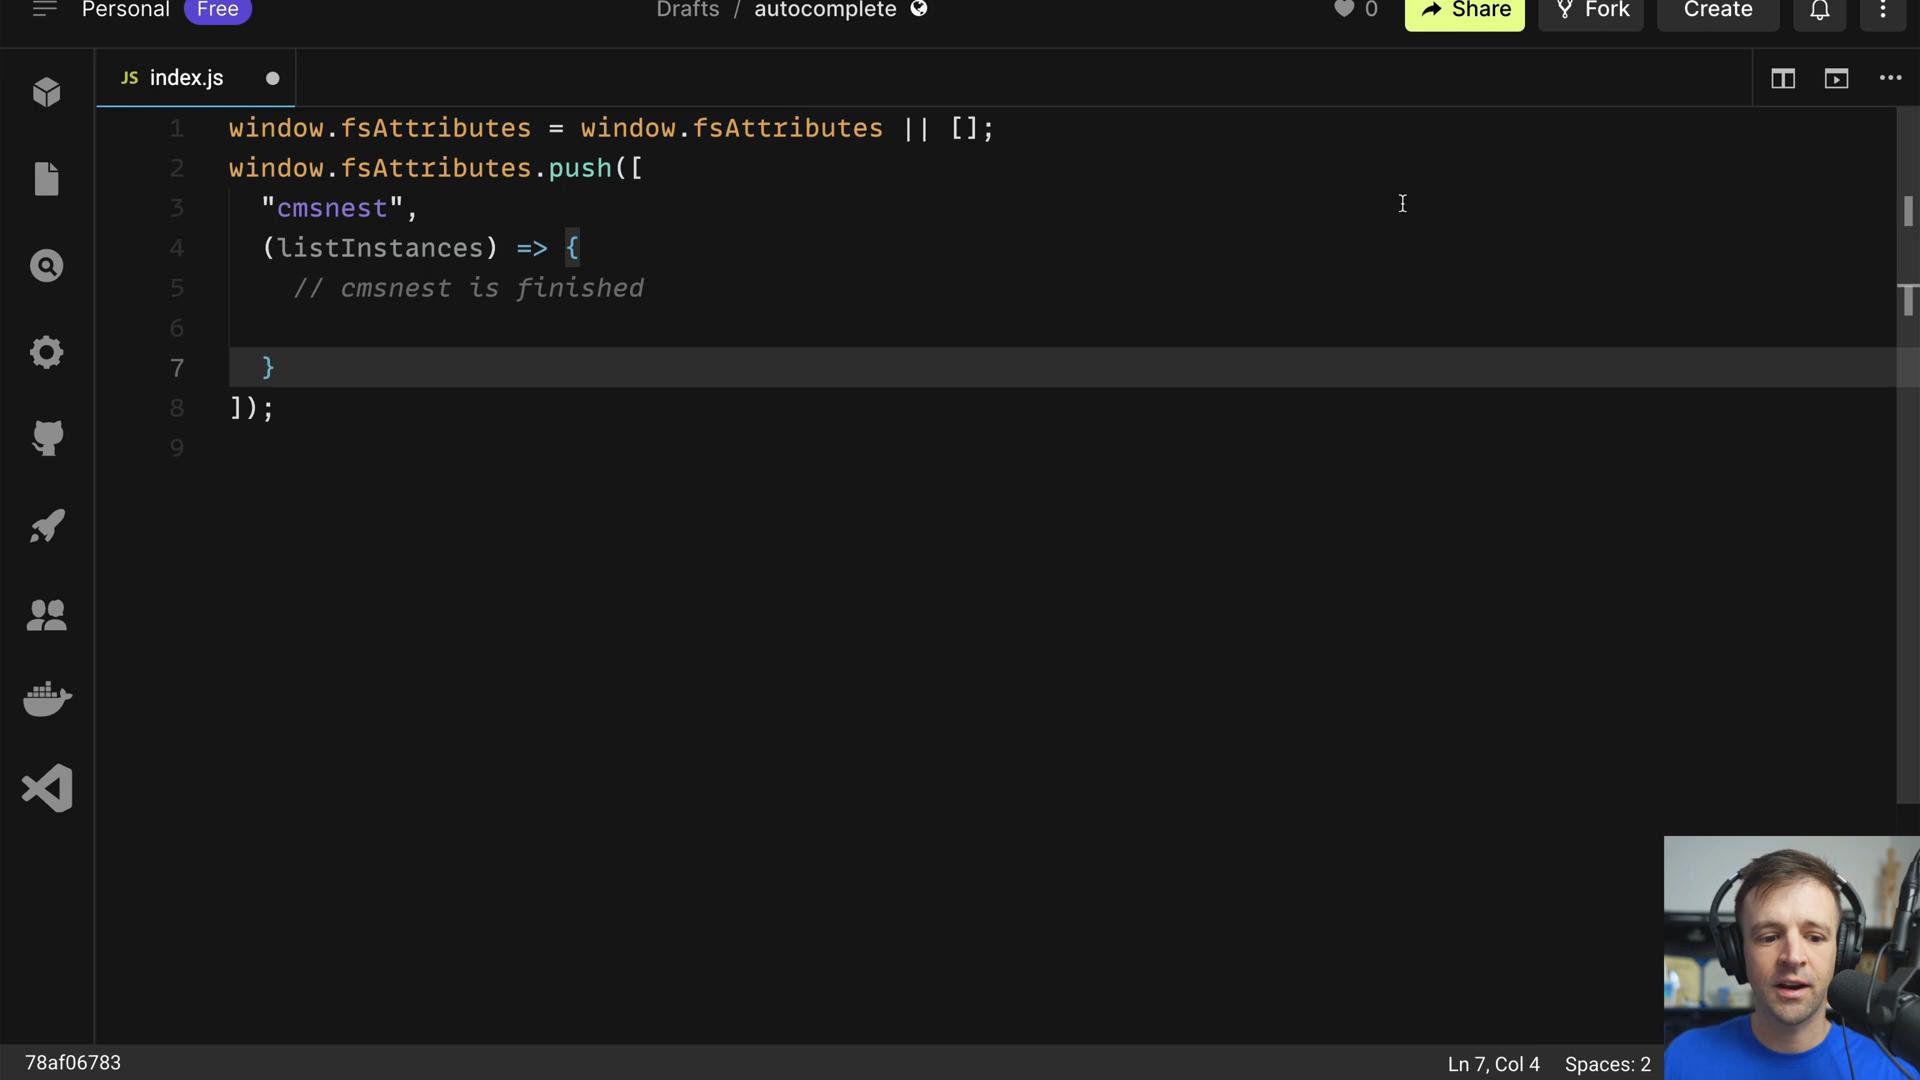 Personal Free Drafts / autocomplete 0 Share Fork Create
JS index.js
1 window.fsAttributes = window.fsAttributes || [];
2 window.fsAttributes.push([
3 "cmsnest",
4 (listInstances) => {
5 // cmsnest is finished
6
7 }
8 ]);
9
78af06783 Ln 7, Col 4 Spaces: 2